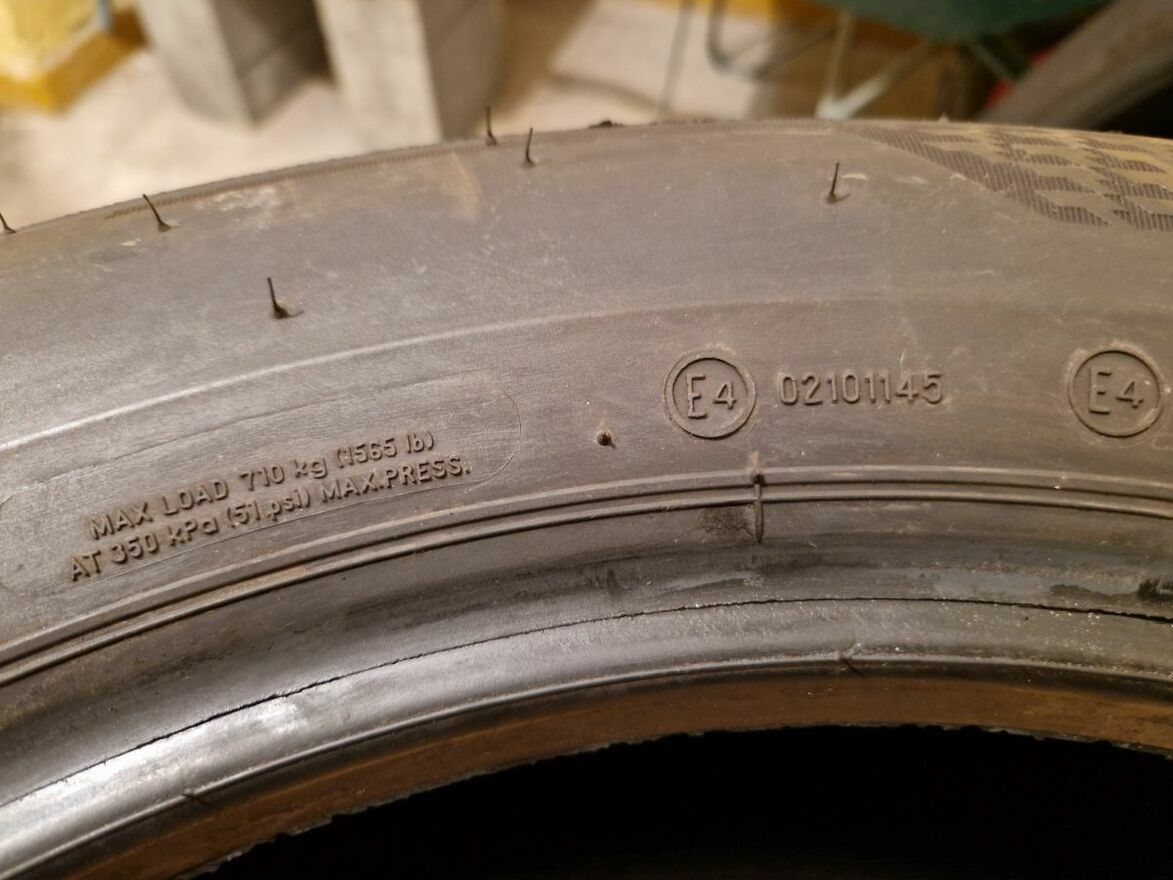 E4 02101145 E4
MAX LOAD 710 kg (1565 lb)
AT 350 kPa (51 psi) MAX.PRESS.